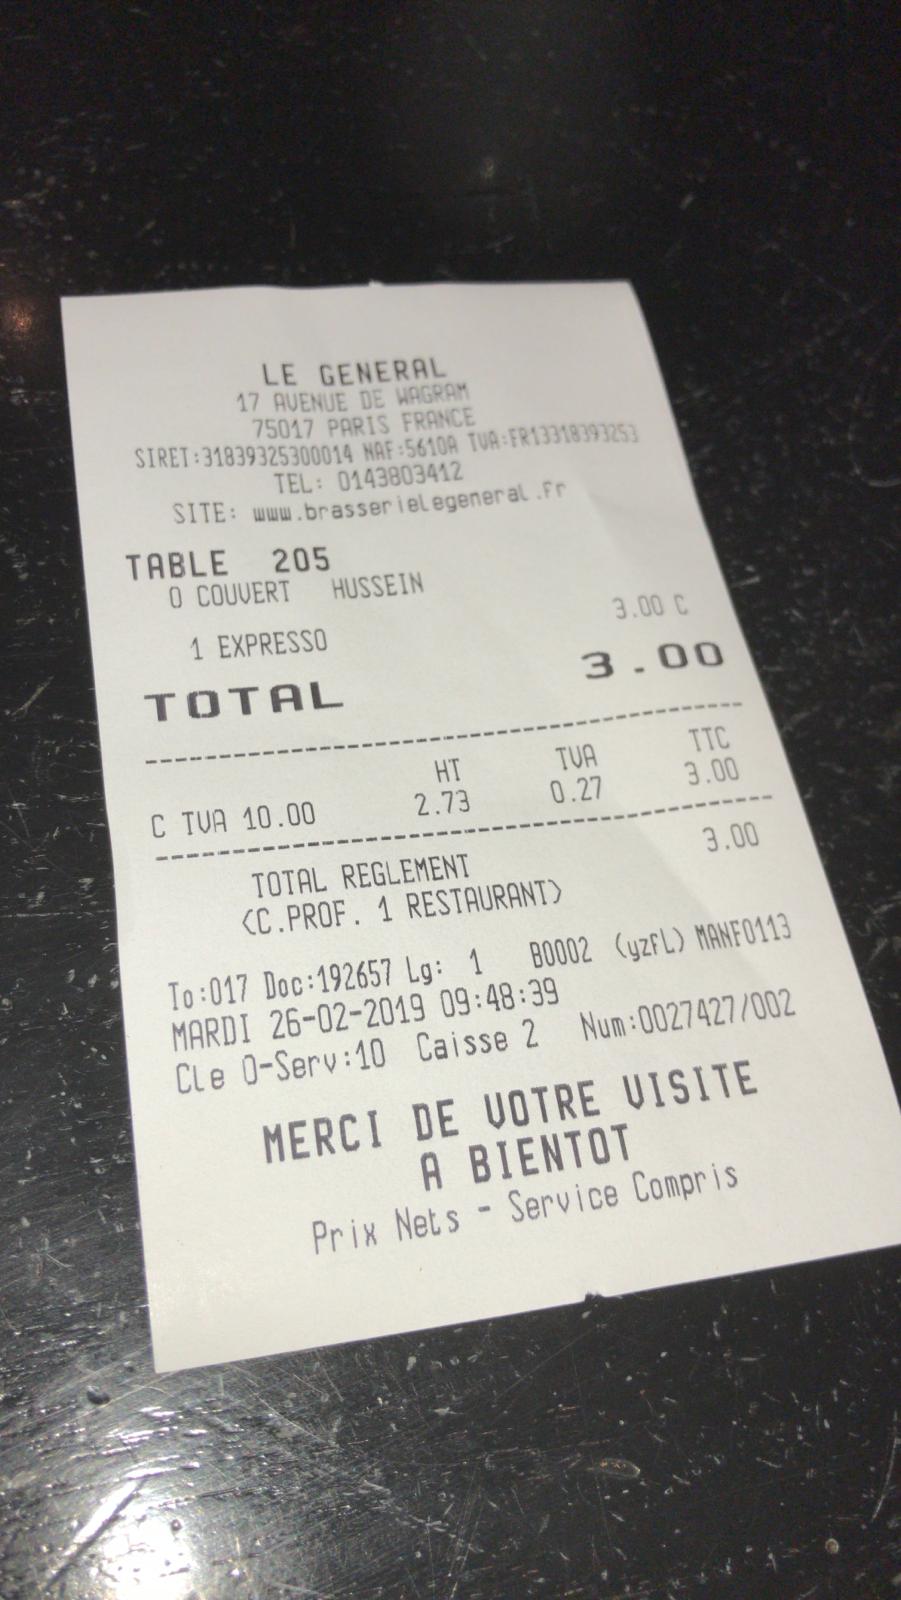 LE GENERAL
17 AVENUE DE WAGRAM
75017 PARIS FRANCE
SIRET:31839325300014 NAF:5610A TVA:FR13318393253
TEL: 0143803412
SITE: www.brasserielegeneral.fr
TABLE 205
0 COUVERT HUSSEIN
1 EXPRESSO 3.00 C
TOTAL 3.00
HT TVA TTC
C TVA 10.00 2.73 0.27 3.00
TOTAL REGLEMENT 3.00
(C.PROF. 1 RESTAURANT)
To:017 Doc:192657 Lg: 1 B0002 (yzfL) MANF0113
MARDI 26-02-2019 09:48:39
Cle 0-Serv:10 Caisse 2 Num:0027427/002
MERCI DE VOTRE VISITE
A BIENTOT
Prix Nets - Service Compris